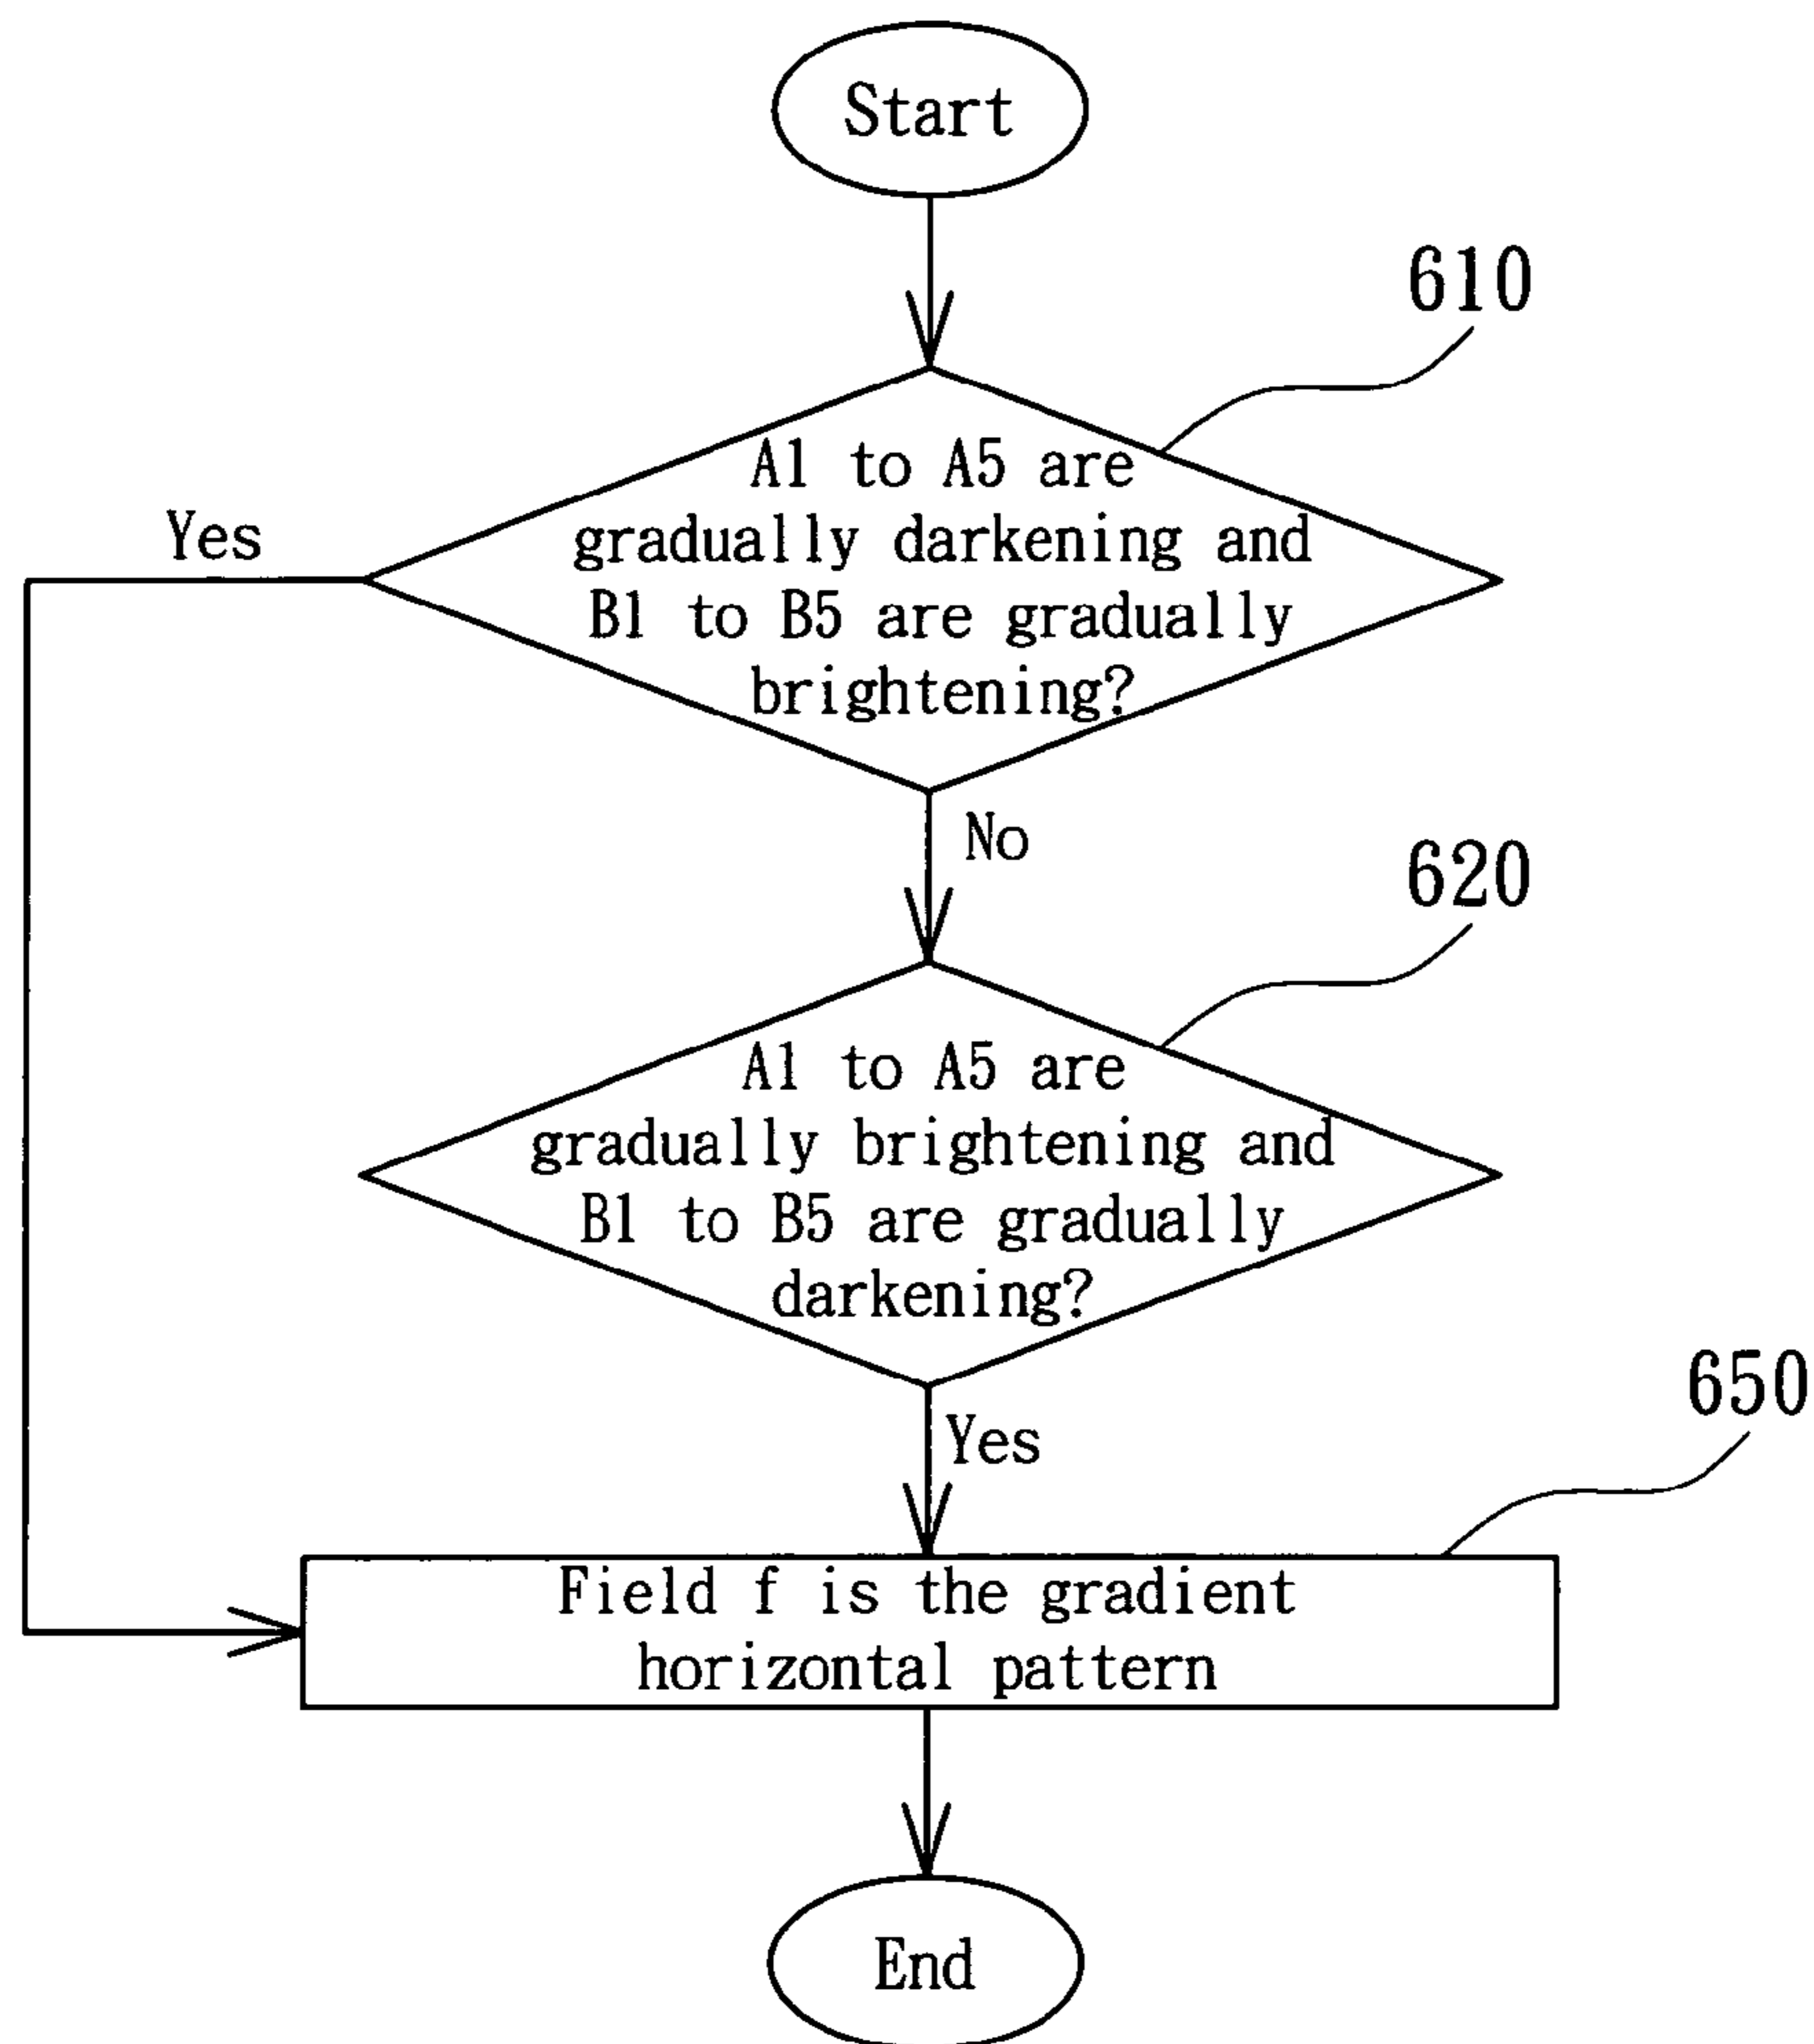 Start
610
A1 to A5 are
gradually darkening and
B1 to B5 are gradually
brightening?
Yes
No
620
A1 to A5 are
gradually brightening and
B1 to B5 are gradually
darkening?
Yes
650
Field f is the gradient
horizontal pattern
End